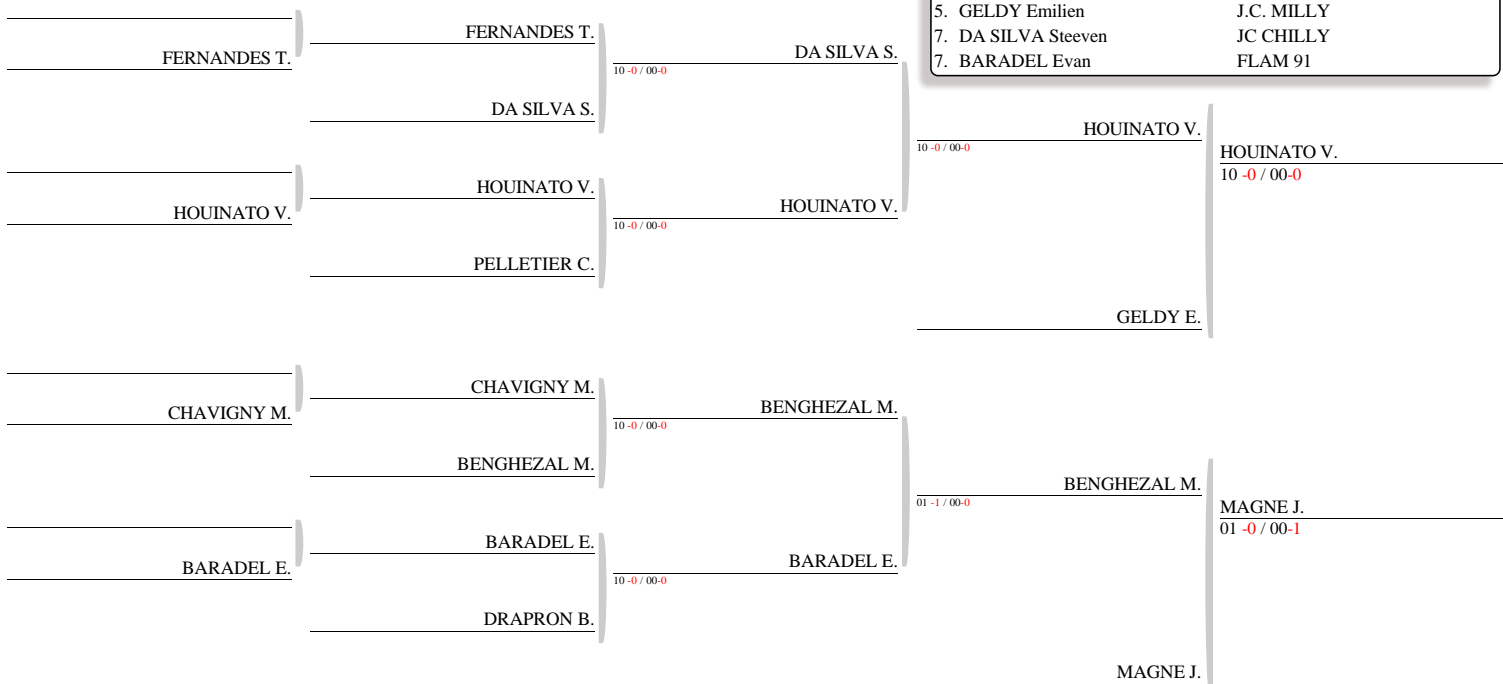 5. GELDY Emilien J.C. MILLY
7. DA SILVA Steeven JC CHILLY
7. BARADEL Evan FLAM 91
FERNANDES T.
HOUINATO V.
CHAVIGNY M.
BARADEL E.
FERNANDES T.
DA SILVA S.
HOUINATO V.
PELLETIER C.
CHAVIGNY M.
BENGHEZAL M.
BARADEL E.
DRAPRON B.
DA SILVA S.
10 -0 / 00-0
HOUINATO V.
10 -0 / 00-0
BENGHEZAL M.
10 -0 / 00-0
BARADEL E.
10 -0 / 00-0
HOUINATO V.
10 -0 / 00-0
GELDY E.
BENGHEZAL M.
01 -1 / 00-0
MAGNE J.
HOUINATO V.
10 -0 / 00-0
MAGNE J.
01 -0 / 00-1